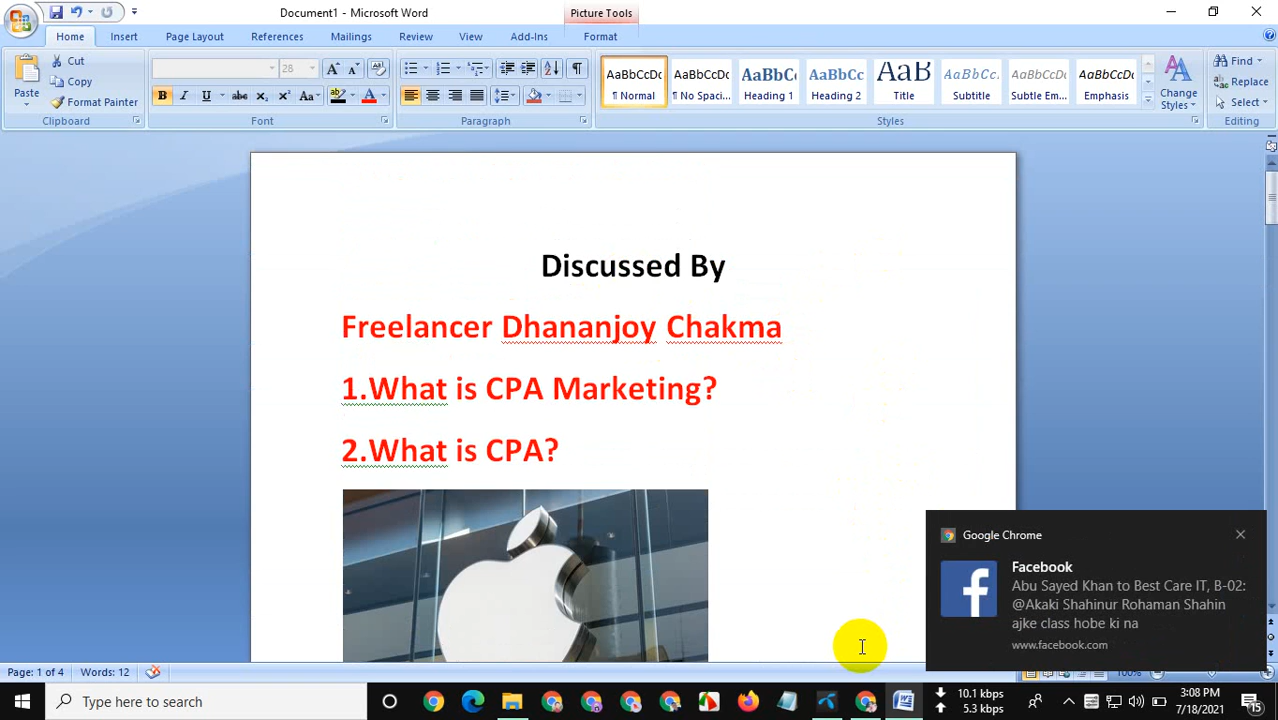 Document1 - Microsoft Word
Picture Tools
Home
Insert
Page Layout
References
Mailings
Review
View
Add-Ins
Format
Paste
Cut
Copy
Format Painter
Clipboard
28
Font
Paragraph
AaBbCcDc
¶ Normal
AaBbCcDc
¶ No Spaci...
AaBbC
Heading 1
AaBbCc
Heading 2
AaB
Title
AaBbCc.
Subtitle
AaBbCcDc
Subtle Em...
AaBbCcDc
Emphasis
Change
Styles
Styles
Find
Replace
Select
Editing
Discussed By
Freelancer Dhananjoy Chakma
1.What is CPA Marketing?
2.What is CPA?
Google Chrome
Facebook
Abu Sayed Khan to Best Care IT, B-02:
@Akaki Shahinur Rohaman Shahin
ajke class hobe ki na
www.facebook.com
Page: 1 of 4
Words: 12
100%
Type here to search
10.1 kbps
5.3 kbps
3:08 PM
7/18/2021
15